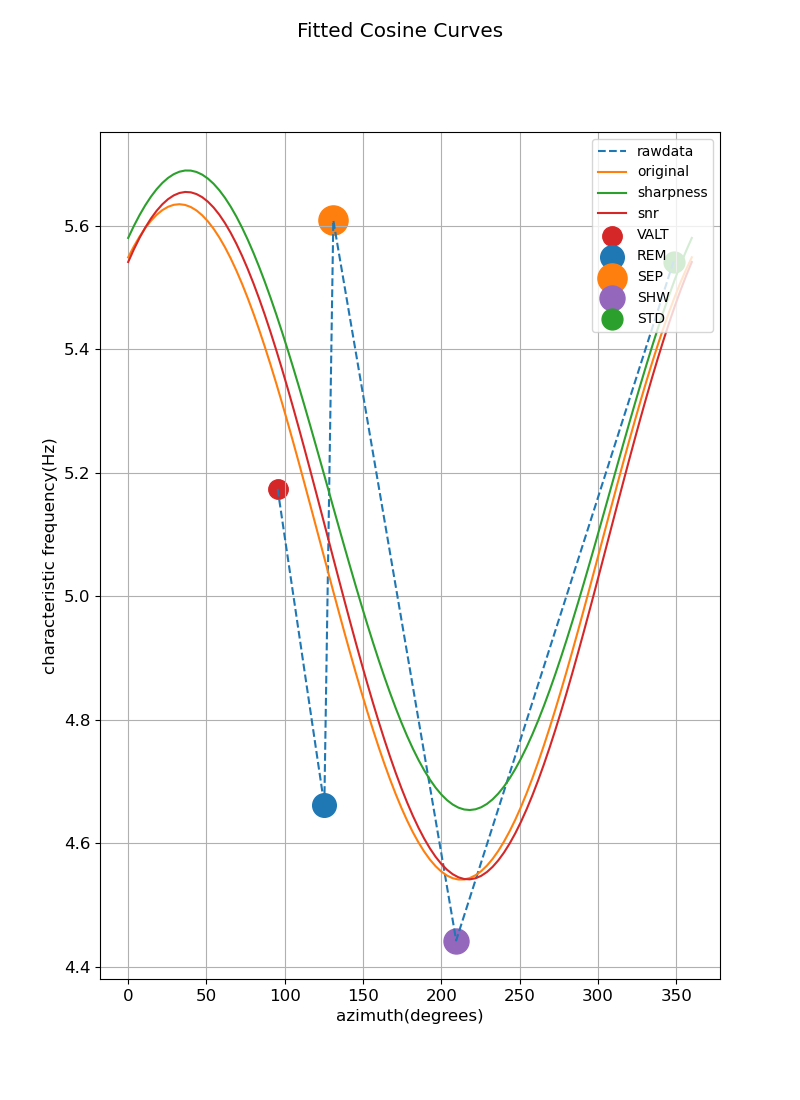 Fitted Cosine Curves
rawdata
original
sharpness
snr
VALT
REM
SEP
SHW
STD
characteristic frequency(Hz)
5.6
5.4
5.2
5.0
4.8
4.6
4.4
0 50 100 150 200 250 300 350
azimuth(degrees)